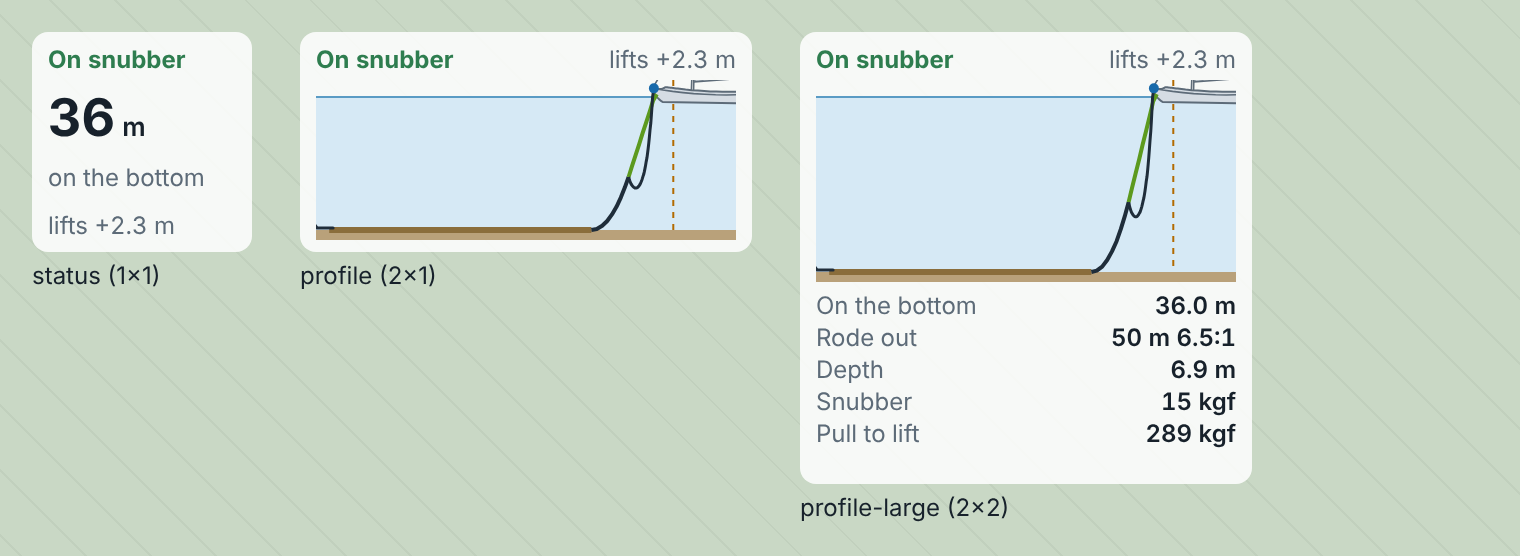 On snubber
36 m
on the bottom
lifts +2.3 m
status (1×1)
On snubber lifts +2.3 m
profile (2×1)
On snubber lifts +2.3 m
On the bottom 36.0 m
Rode out 50 m 6.5:1
Depth 6.9 m
Snubber 15 kgf
Pull to lift 289 kgf
profile-large (2×2)